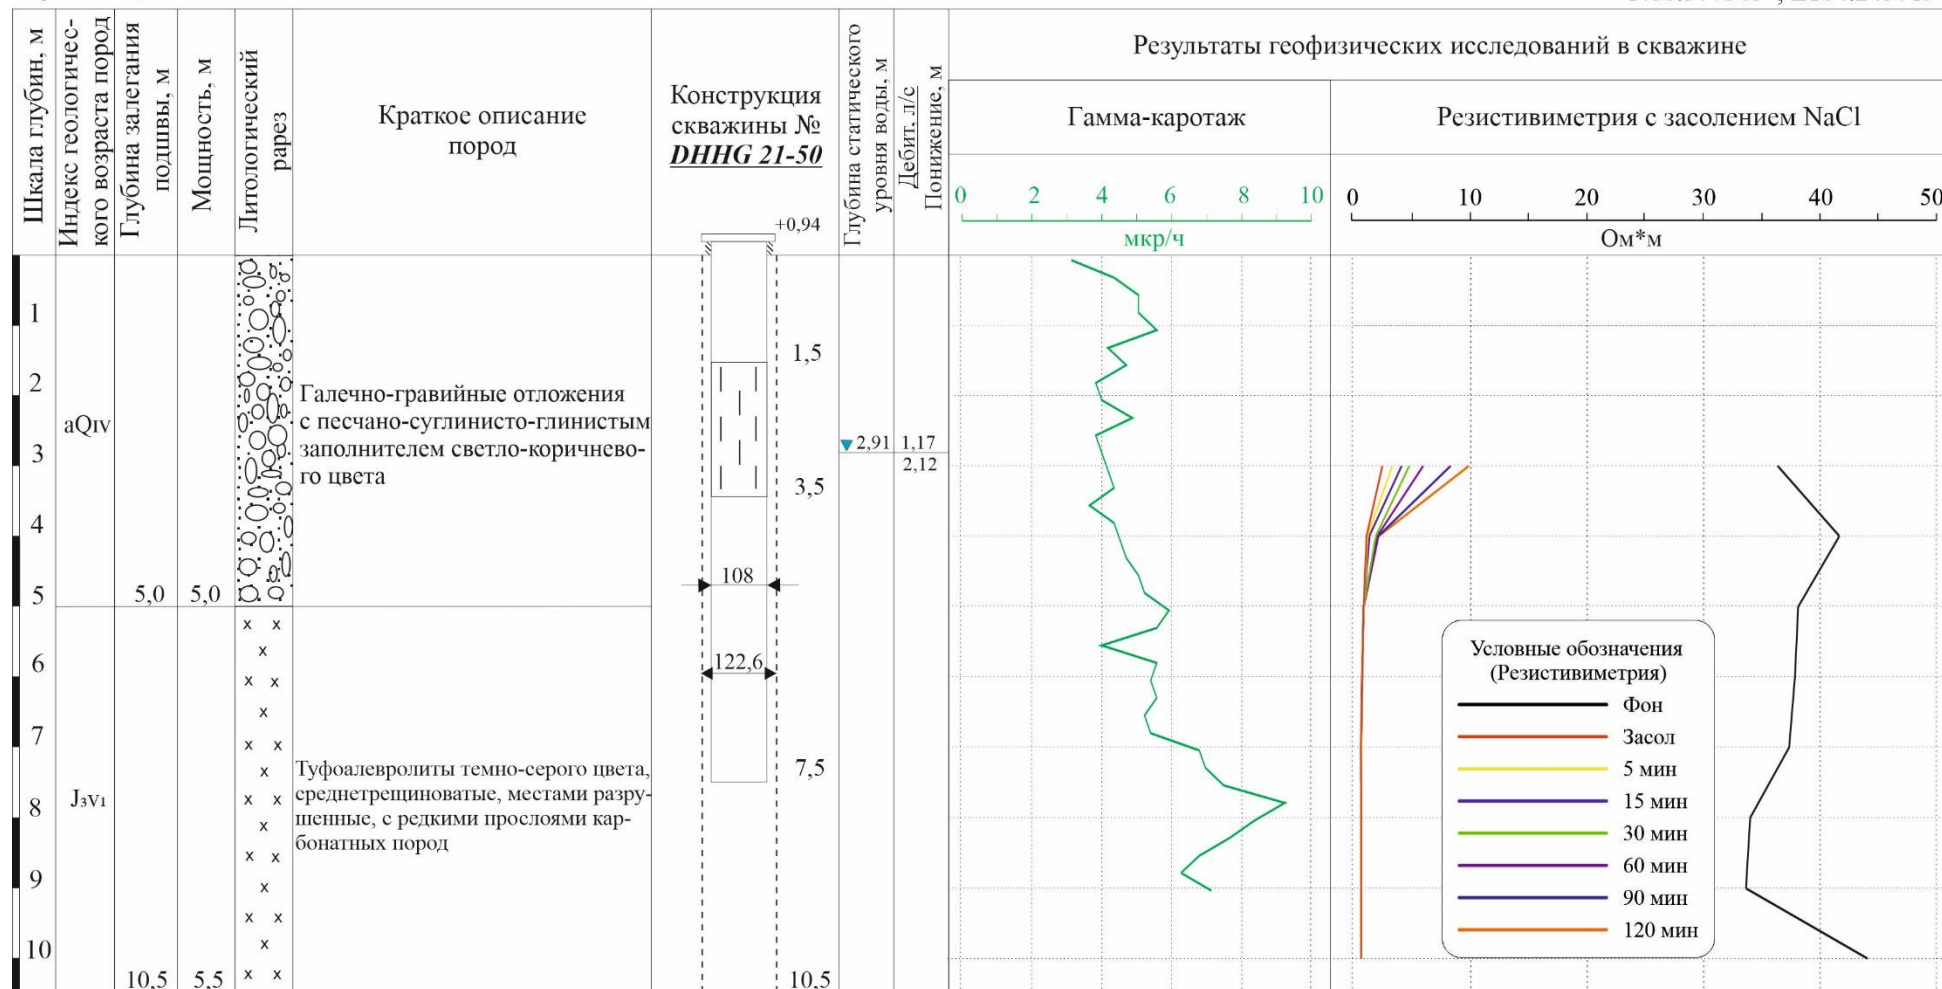 Шкала глубин, м
Индекс геологичес-
кого возраста пород
Глубина залегания
подшвы, м
Мощность, м
Литологический
рарез
Краткое описание
пород
Конструкция
скважины №
DHHG 21-50
Глубина статического
уровня воды, м
Дебит, л/с
Понижение, м
Результаты геофизических исследований в скважине
Гамма-каротаж
Резистивиметрия с засолением NaCl
0 2 4 6 8 10
мкр/ч
0 10 20 30 40 50
Ом*м
+0,94
1
2
3
4
5
6
7
8
9
10
aQIV
5,0 5,0
Галечно-гравийные отложения
с песчано-суглинисто-глинистым
заполнителем светло-коричнево-
го цвета
1,5
3,5
108
122,6
7,5
10,5
2,91 1,17
2,12
J₃v₁
10,5 5,5
Туфоалевролиты темно-серого цвета,
среднетрещиноватые, местами разру-
шенные, с редкими прослоями кар-
бонатных пород
Условные обозначения
(Резистивиметрия)
Фон
Засол
5 мин
15 мин
30 мин
60 мин
90 мин
120 мин